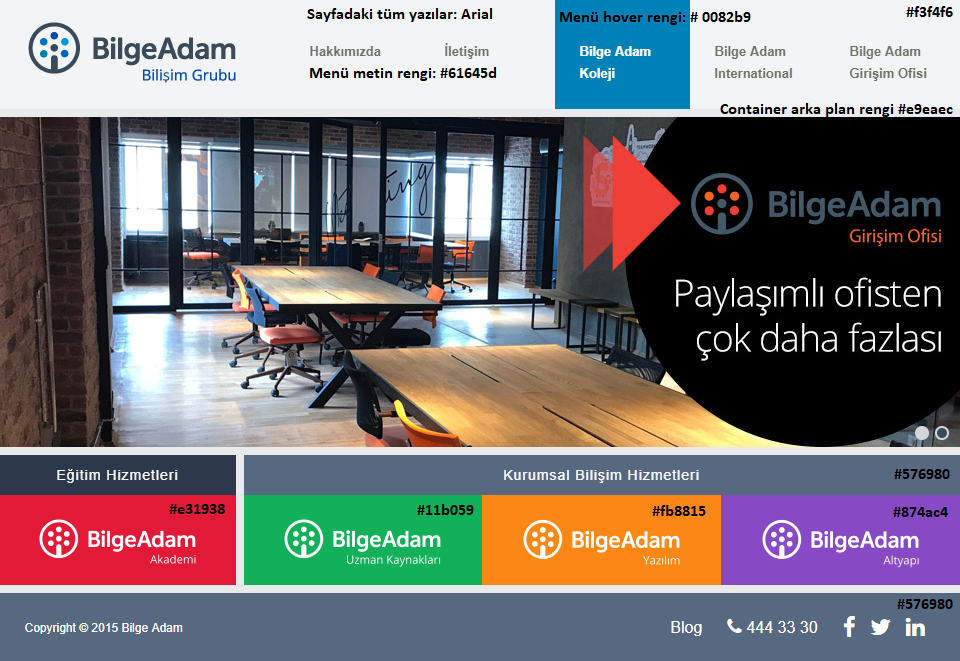 Sayfadaki tüm yazılar: Arial
Menü hover rengi: # 0082b9
#f3f4f6
BilgeAdam
Bilişim Grubu
Hakkımızda
İletişim
Menü metin rengi: #61645d
Bilge Adam
Koleji
Bilge Adam
International
Bilge Adam
Girişim Ofisi
Container arka plan rengi #e9eaec
BilgeAdam
Girişim Ofisi
Paylaşımlı ofisten
çok daha fazlası
Eğitim Hizmetleri
Kurumsal Bilişim Hizmetleri
#576980
#e31938
BilgeAdam
Akademi
#11b059
BilgeAdam
Uzman Kaynakları
#fb8815
BilgeAdam
Yazılım
#874ac4
BilgeAdam
Altyapı
#576980
Copyright © 2015 Bilge Adam
Blog
444 33 30